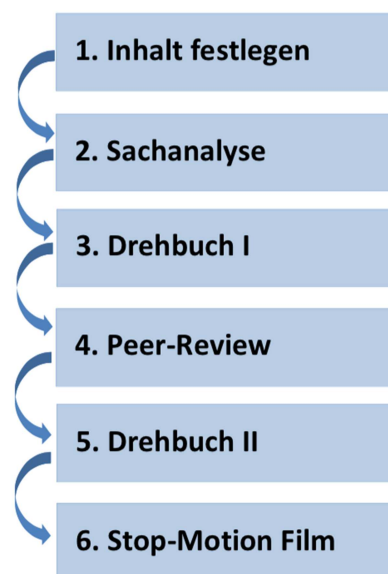 1. Inhalt festlegen
2. Sachanalyse
3. Drehbuch I
4. Peer-Review
5. Drehbuch II
6. Stop-Motion Film